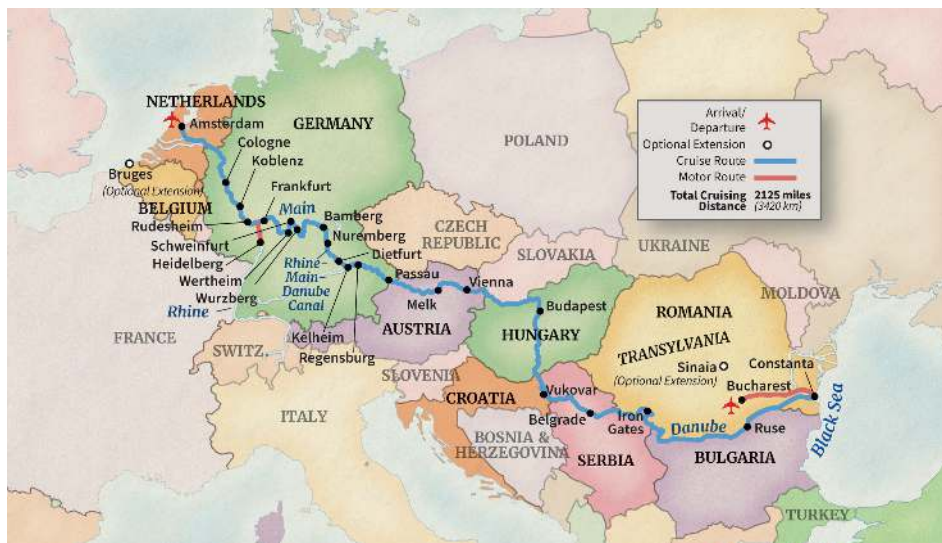 NETHERLANDS
Amsterdam
GERMANY
POLAND
Cologne
Koblenz
Bruges
(Optional Extension)
BELGIUM
Frankfurt
Main
Rudesheim
Schweinfurt
Heidelberg
Wertheim
Wurzberg
Rhine
Bamberg
Nuremberg
Dietfurt
Rhine-
Main-
Danube
Canal
CZECH
REPUBLIC
SLOVAKIA
UKRAINE
MOLDOVA
Passau
Melk
Vienna
Kelheim
Regensburg
AUSTRIA
Budapest
HUNGARY
FRANCE
SWITZ.
ITALY
SLOVENIA
CROATIA
BOSNIA &
HERZEGOVINA
Vukovar
Belgrade
SERBIA
Iron
Gates
ROMANIA
TRANSYLVANIA
Sinaia
(Optional Extension)
Constanta
Bucharest
Danube
Ruse
BULGARIA
Black Sea
TURKEY
Arrival/
Departure
Optional Extension
Cruise Route
Motor Route
Total Cruising 2125 miles
Distance (3420 km)